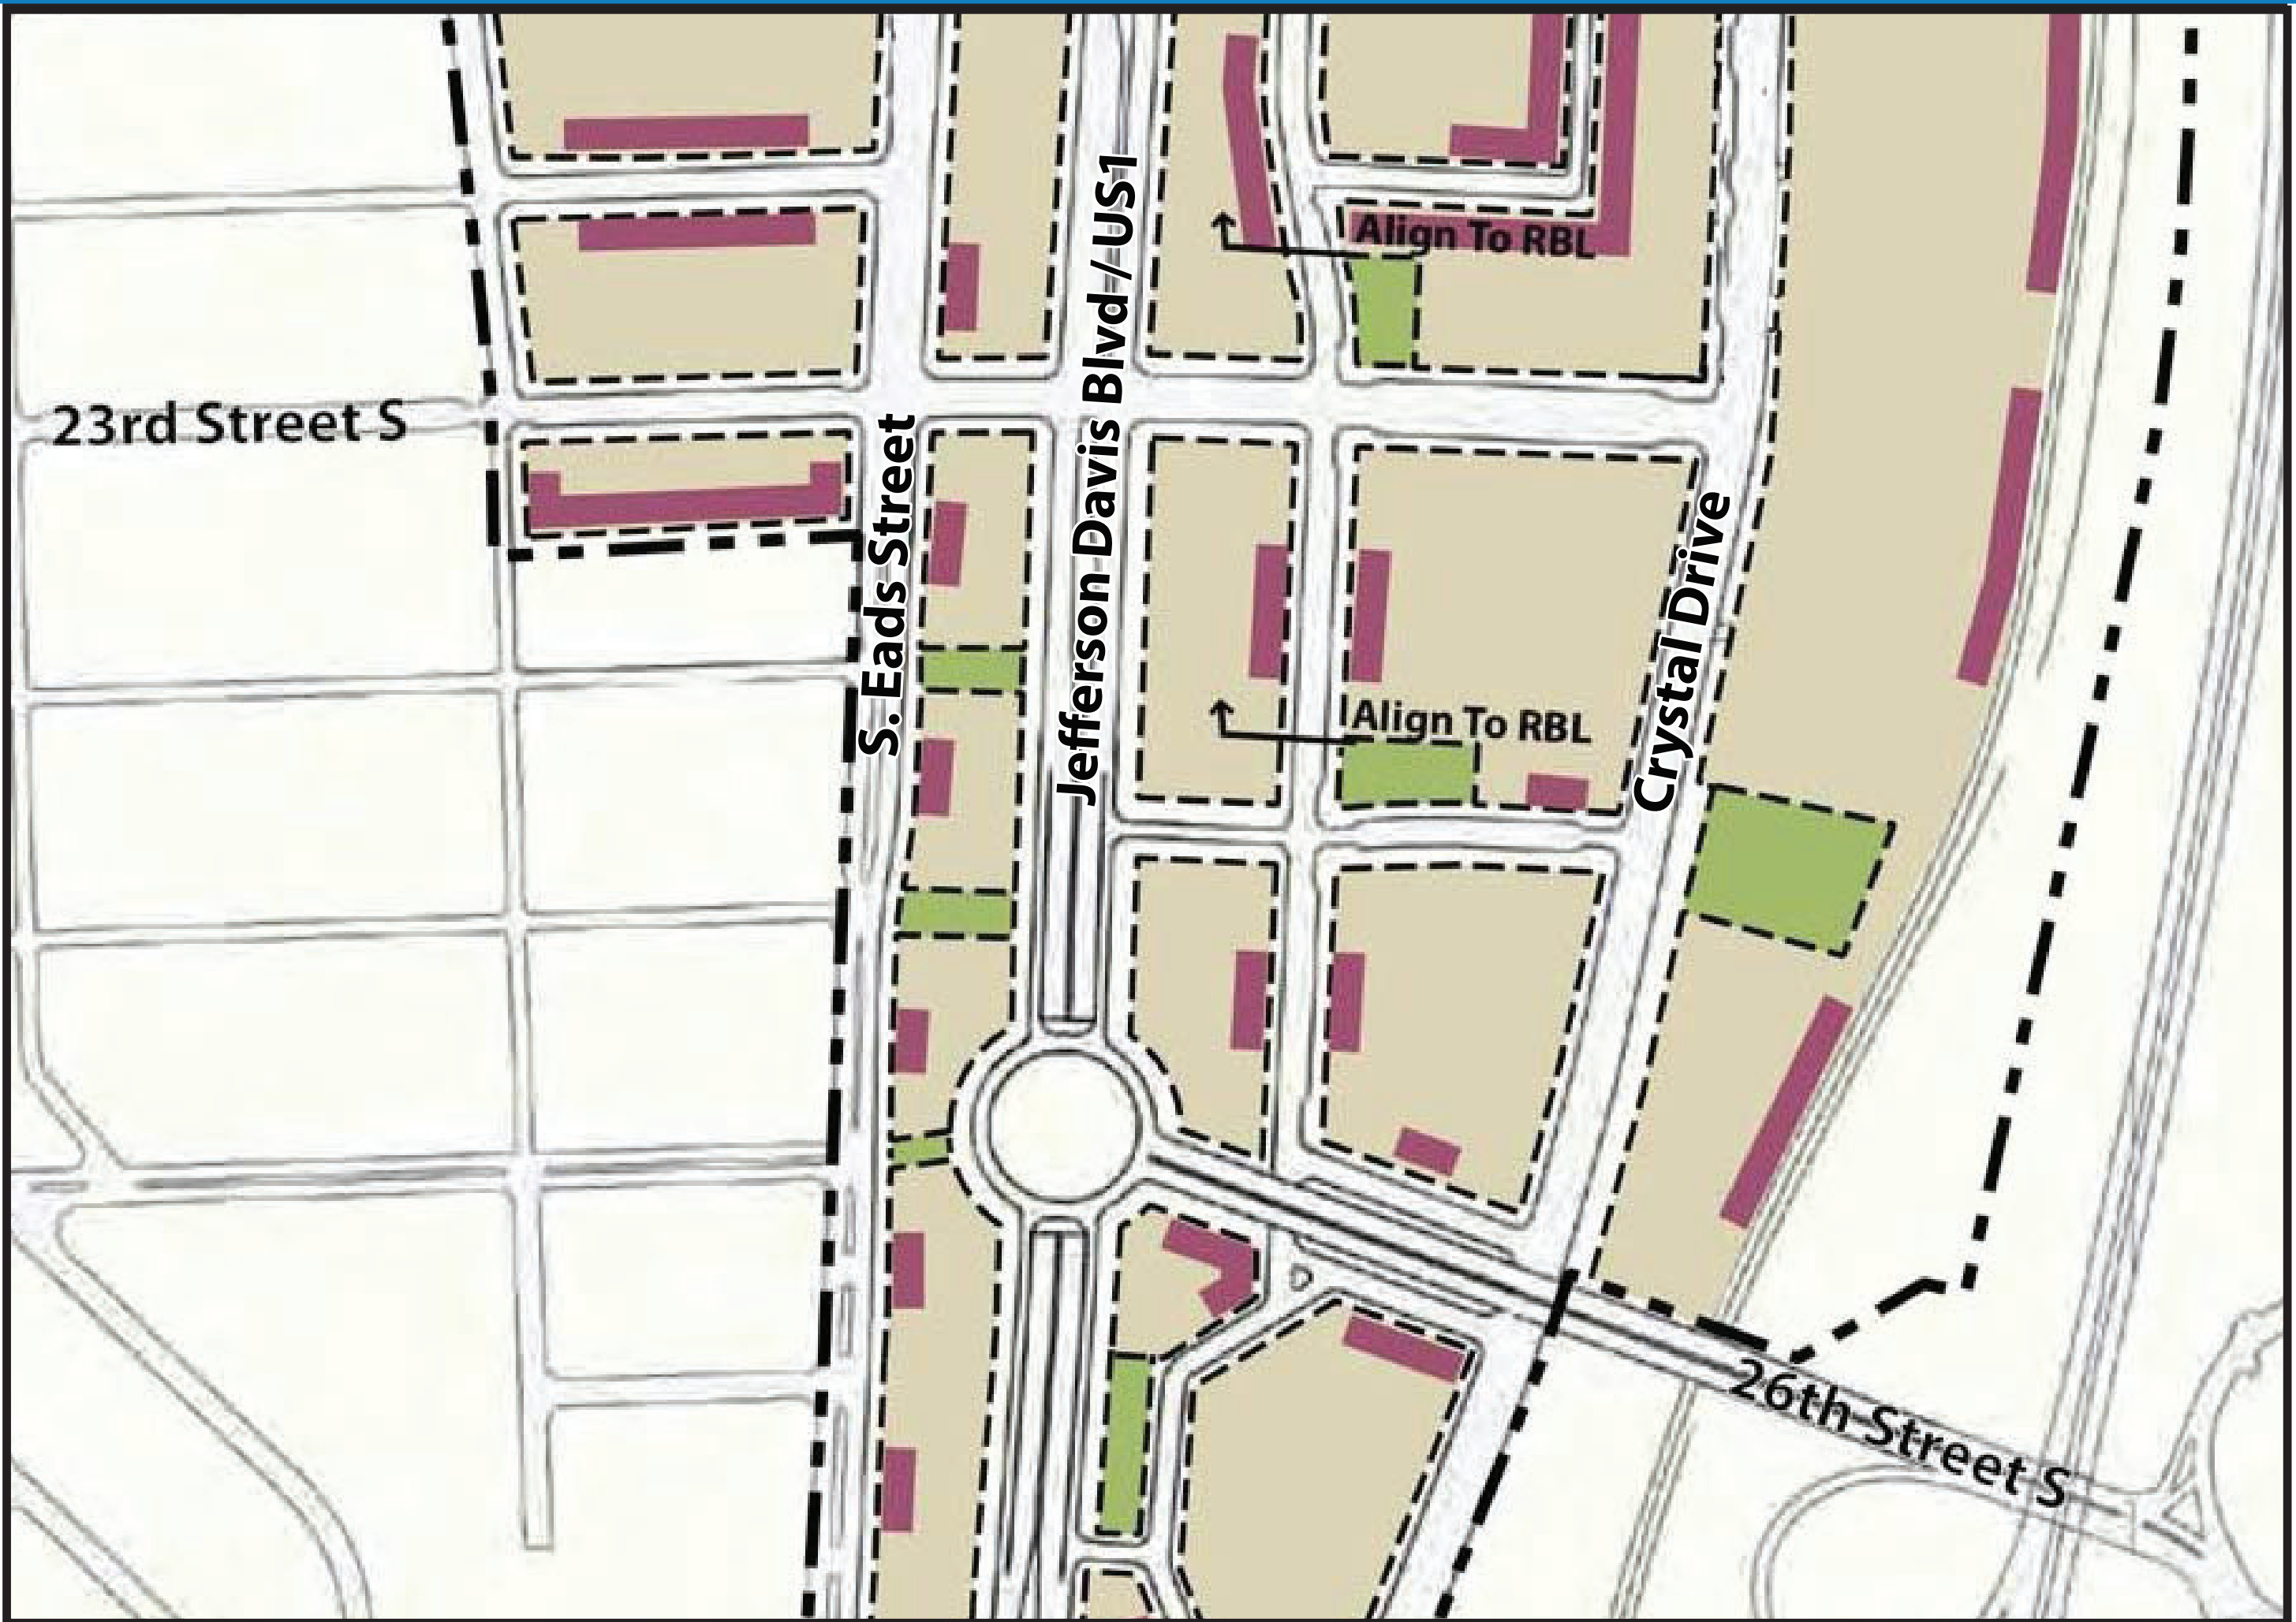 Align To RBL
23rd Street S
S. Eads Street
Jefferson Davis Blvd / US1
Crystal Drive
Align To RBL
26th Street S